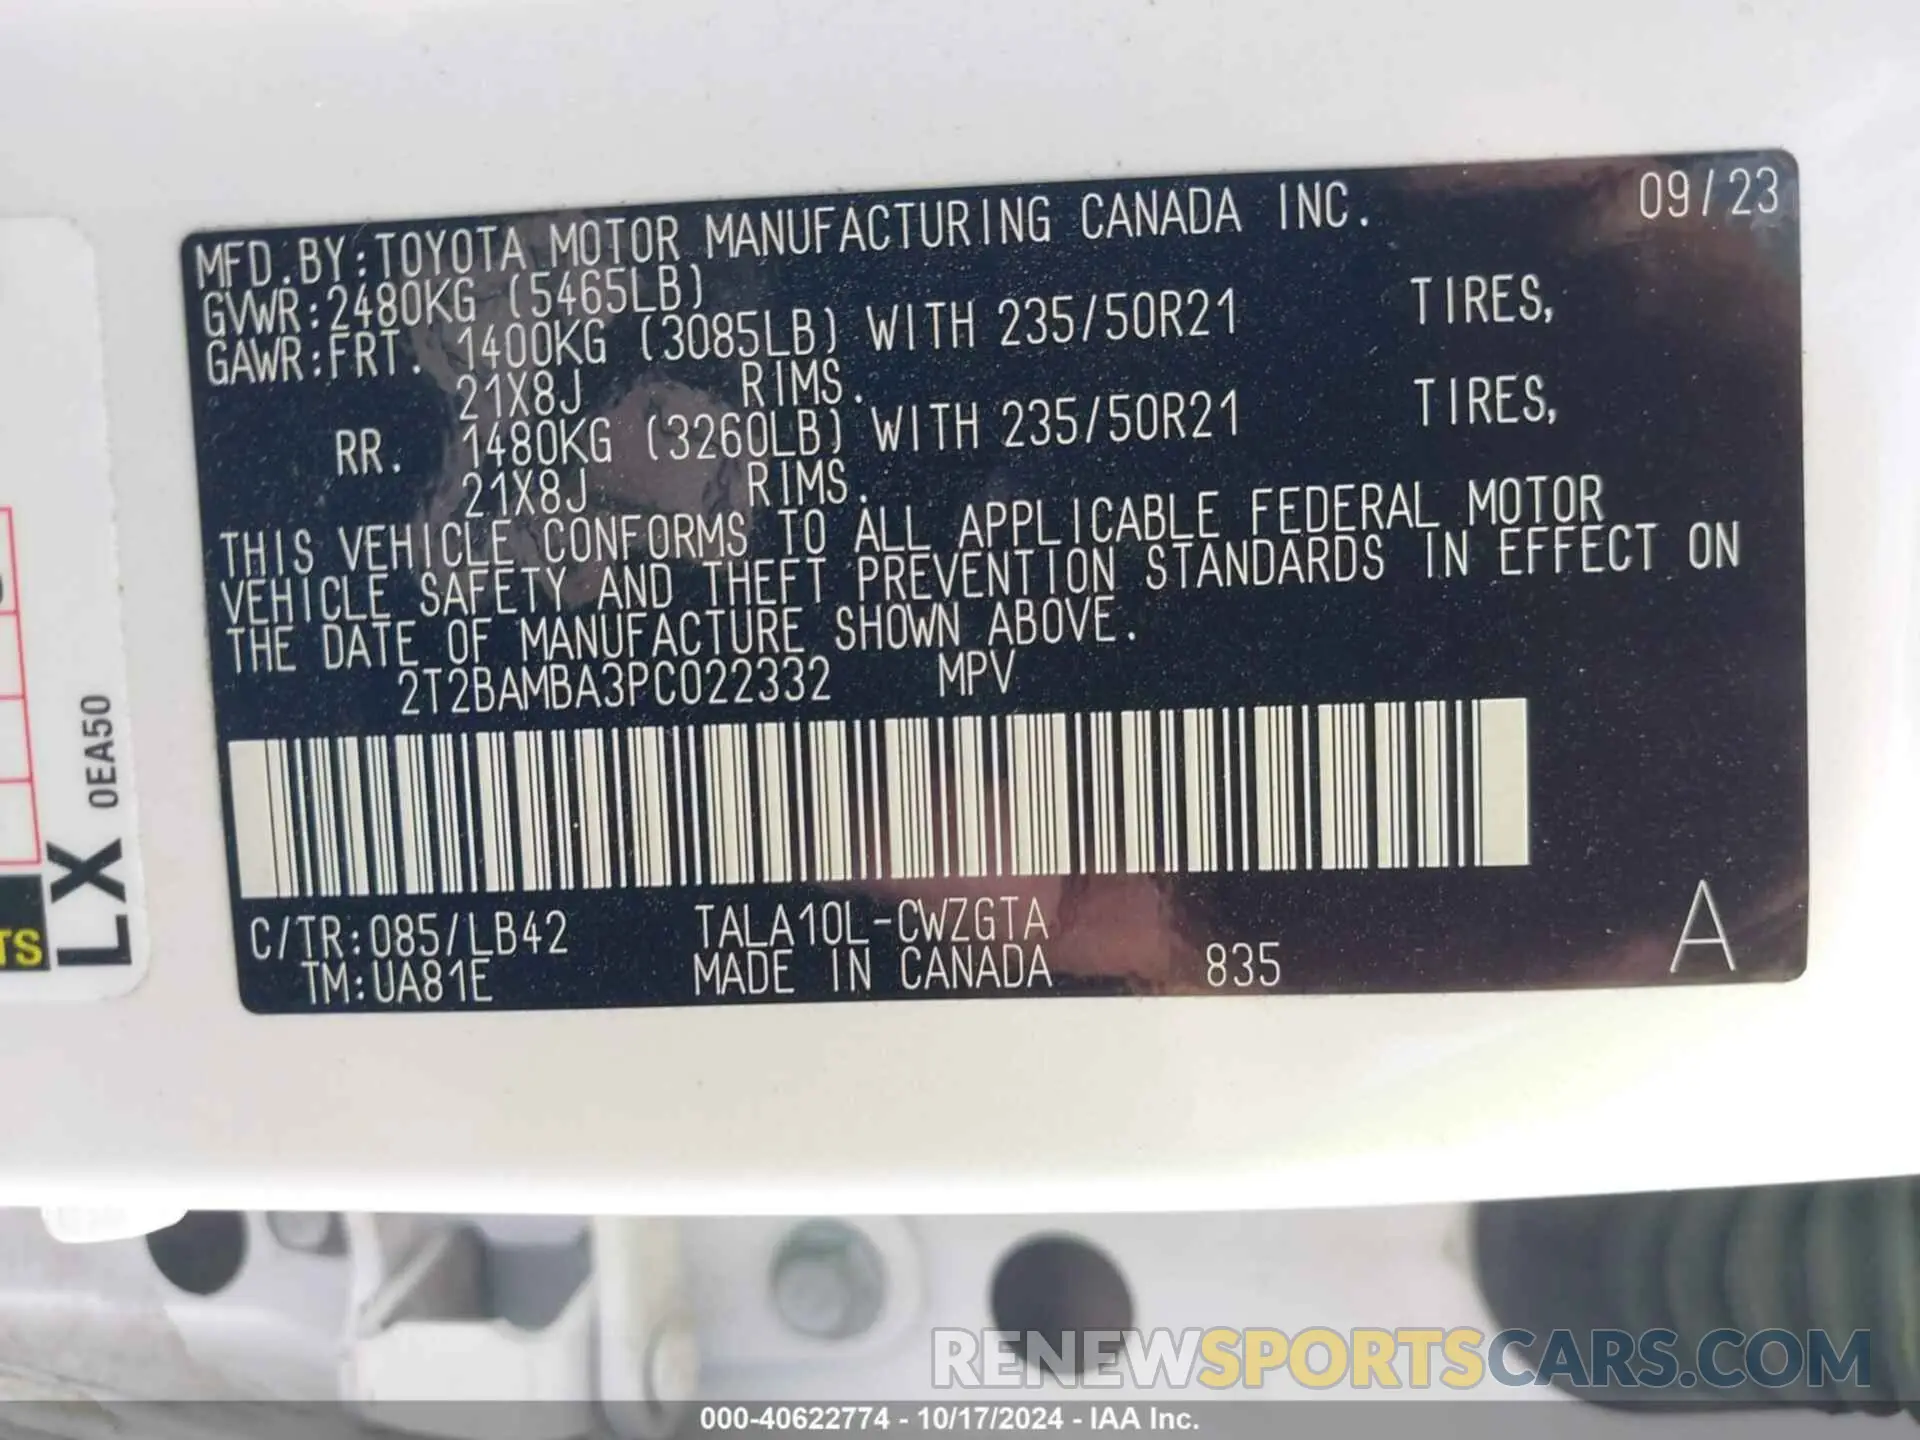 MFD.BY:TOYOTA MOTOR MANUFACTURING CANADA INC. 09/23
GVWR:2480KG (5465LB)
GAWR:FRT. 1400KG (3085LB) WITH 235/50R21 TIRES,
21X8J RIMS.
RR. 1480KG (3260LB) WITH 235/50R21 TIRES,
21X8J RIMS.
THIS VEHICLE CONFORMS TO ALL APPLICABLE FEDERAL MOTOR
VEHICLE SAFETY AND THEFT PREVENTION STANDARDS IN EFFECT ON
THE DATE OF MANUFACTURE SHOWN ABOVE.
2T2BAMBA3PC022332 MPV
C/TR:085/LB42 TALA10L-CWZGTA
TM:UA81E MADE IN CANADA 835 A
LX 0EA50
TS
RENEWSPORTSCARS.COM
000-40622774 - 10/17/2024 - IAA Inc.